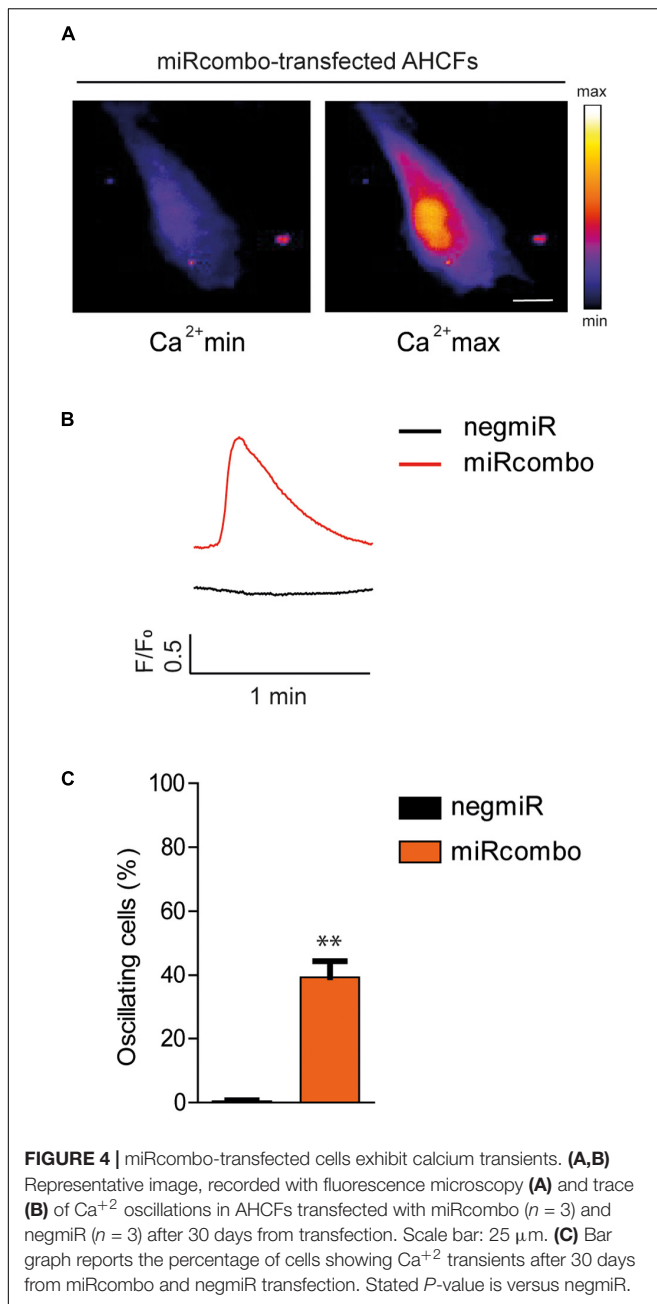 A
miRcombo-transfected AHCFs
max
min
Ca²⁺min
Ca²⁺max
B
negmiR
miRcombo
F/F₀
0.5
1 min
C
Oscillating cells (%)
100
80
60
40
20
0
**
negmiR
miRcombo
FIGURE 4 | miRcombo-transfected cells exhibit calcium transients. (A,B)
Representative image, recorded with fluorescence microscopy (A) and trace
(B) of Ca⁺² oscillations in AHCFs transfected with miRcombo (n = 3) and
negmiR (n = 3) after 30 days from transfection. Scale bar: 25 μm. (C) Bar
graph reports the percentage of cells showing Ca⁺² transients after 30 days
from miRcombo and negmiR transfection. Stated P-value is versus negmiR.